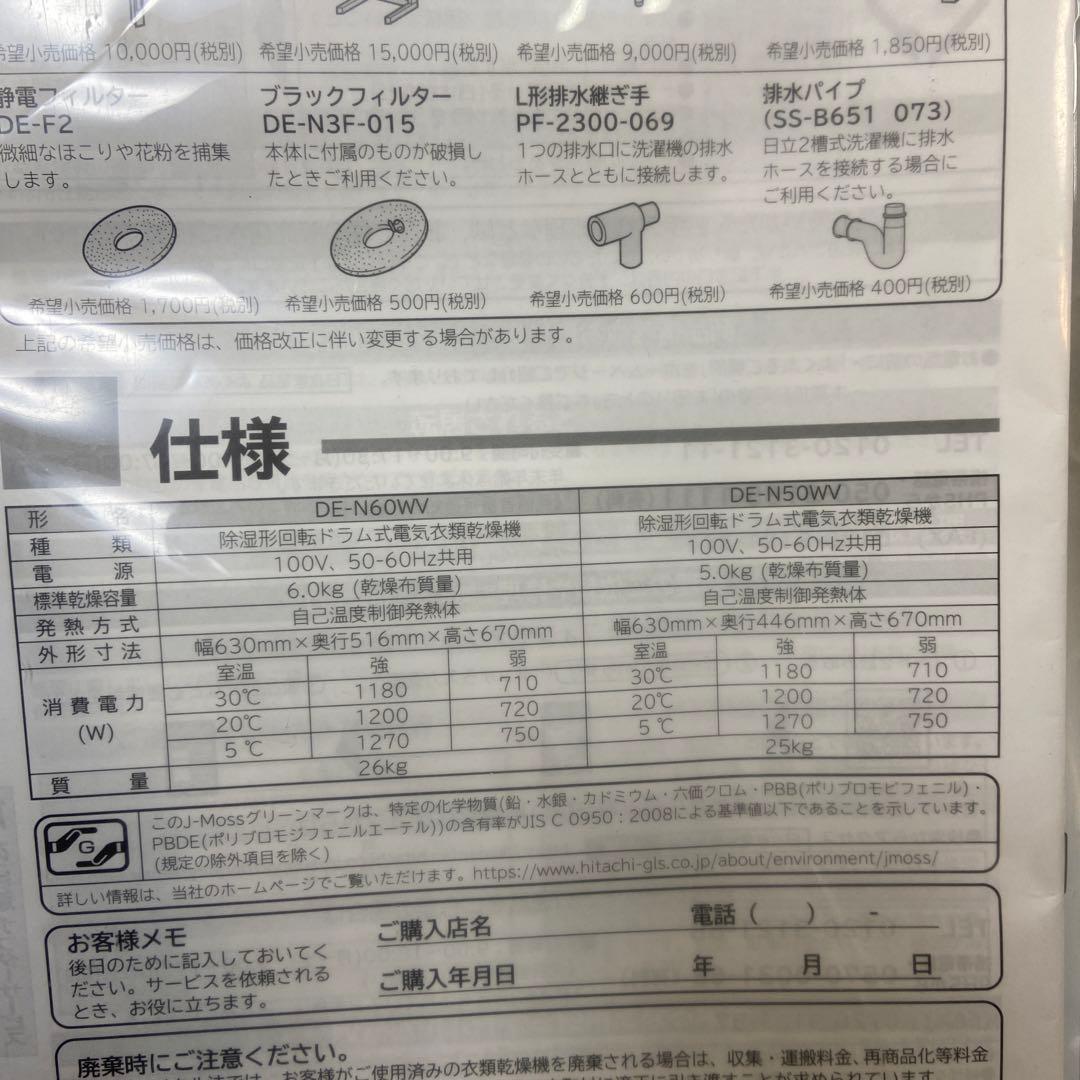 希望小売価格 10,000円(税別) 希望小売価格 15,000円(税別) 希望小売価格 9,000円(税別) 希望小売価格 1,850円(税別)
静電フィルター
DE-F2
微細なほこりや花粉を捕集
します。
希望小売価格 1,700円(税別)
ブラックフィルター
DE-N3F-015
本体に付属のものが破損し
たときご利用ください。
希望小売価格 500円(税別)
L形排水継ぎ手
PF-2300-069
1つの排水口に洗濯機の排水
ホースとともに接続します。
希望小売価格 600円(税別)
排水パイプ
(SS-B651 073)
日立2槽式洗濯機に排水
ホースを接続する場合に
ご利用ください。
希望小売価格 400円(税別)
上記の希望小売価格は、価格改正に伴い変更する場合があります。
仕様
形名 DE-N60WV DE-N50WV
種類 除湿形回転ドラム式電気衣類乾燥機 除湿形回転ドラム式電気衣類乾燥機
電源 100V、50-60Hz共用 100V、50-60Hz共用
標準乾燥容量 6.0kg (乾燥布質量) 5.0kg (乾燥布質量)
発熱方式 自己温度制御発熱体 自己温度制御発熱体
外形寸法 幅630mm×奥行516mm×高さ670mm 幅630mm×奥行446mm×高さ670mm
消費電力
(W)
室温 強 弱 室温 強 弱
30℃ 1180 710 30℃ 1180 710
20℃ 1200 720 20℃ 1200 720
5℃ 1270 750 5℃ 1270 750
質量 26kg 25kg
G
このJ-Mossグリーンマークは、特定の化学物質(鉛・水銀・カドミウム・六価クロム・PBB(ポリブロモビフェニル)・
PBDE(ポリブロモジフェニルエーテル))の含有率がJIS C 0950：2008による基準値以下であることを示しています。
(規定の除外項目を除く)
詳しい情報は、当社のホームページでご覧いただけます。https://www.hitachi-gls.co.jp/about/environment/jmoss/
お客様メモ
後日のために記入しておいてく
ださい。サービスを依頼される
とき、お役に立ちます。
ご購入店名 電話( ) -
ご購入年月日 年 月 日
廃棄時にご注意ください。
お客様がご使用済みの衣類乾燥機を廃棄される場合は、収集・運搬料金、再商品化等料金